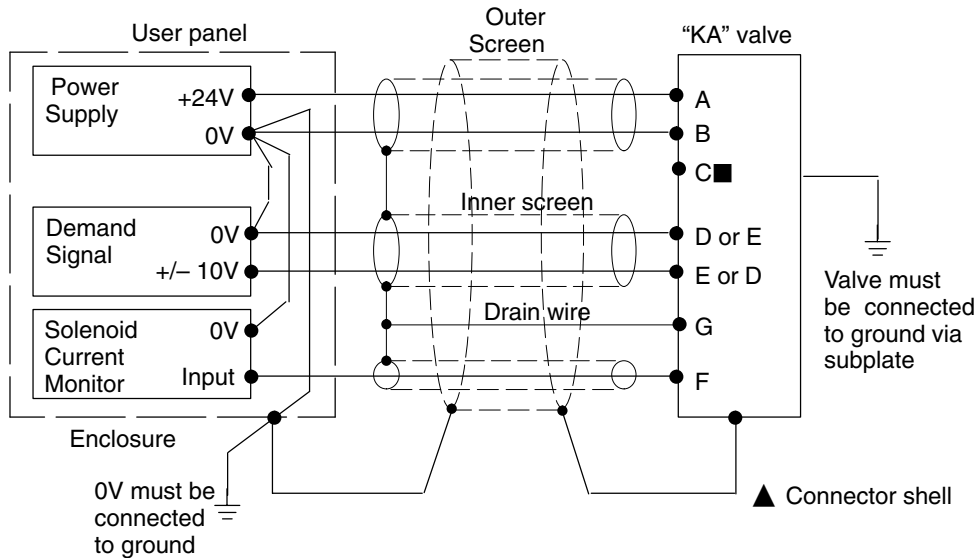 User panel
Outer
Screen
“KA” valve
Power
Supply
+24V
0V
A
B
C■
Inner screen
Demand
Signal
0V
+/– 10V
D or E
E or D
Drain wire
Solenoid
Current
Monitor
0V
Input
G
F
Valve must
be connected
to ground via
subplate
Enclosure
0V must be
connected
to ground
▲ Connector shell